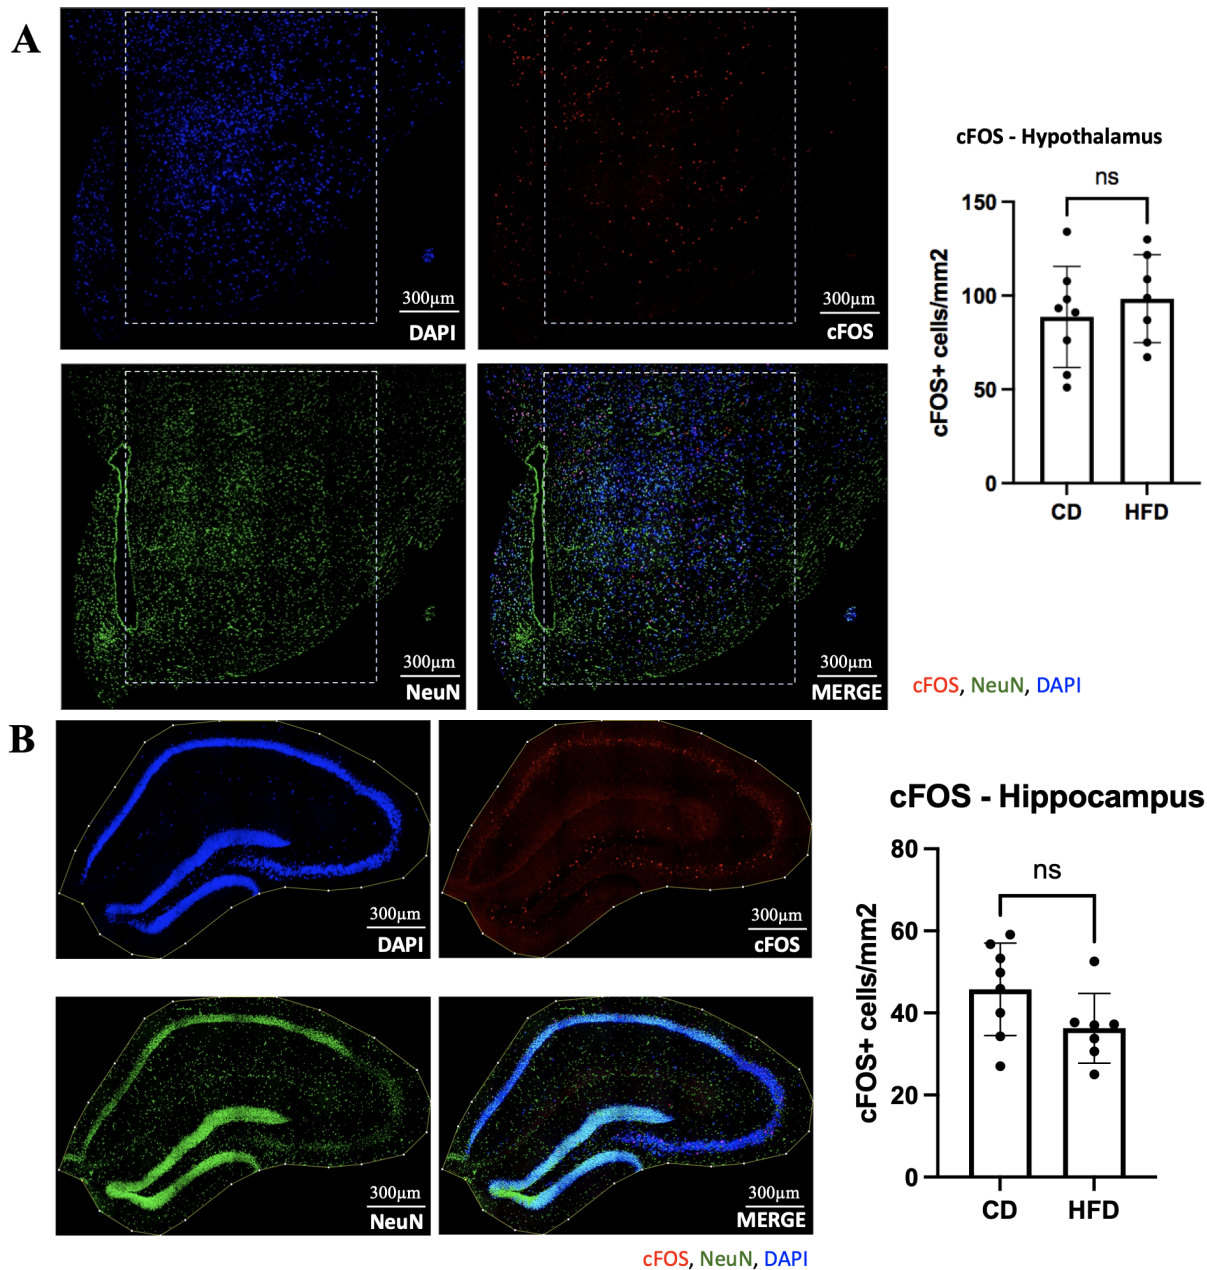 A
300µm
DAPI
300µm
cFOS
300µm
NeuN
300µm
MERGE
cFOS - Hypothalamus
ns
150
100
50
0
cFOS+ cells/mm2
CD HFD
cFOS, NeuN, DAPI
B
300µm
DAPI
300µm
cFOS
300µm
NeuN
300µm
MERGE
cFOS - Hippocampus
ns
80
60
40
20
0
cFOS+ cells/mm2
CD HFD
cFOS, NeuN, DAPI